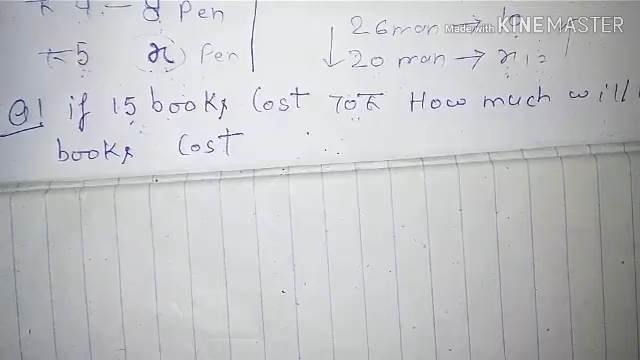 8 Pen
26 man →
5 x Pen
20 man → x
Made with KINEMASTER
Q1 if 15 books Cost 70₹ How much will
books Cost